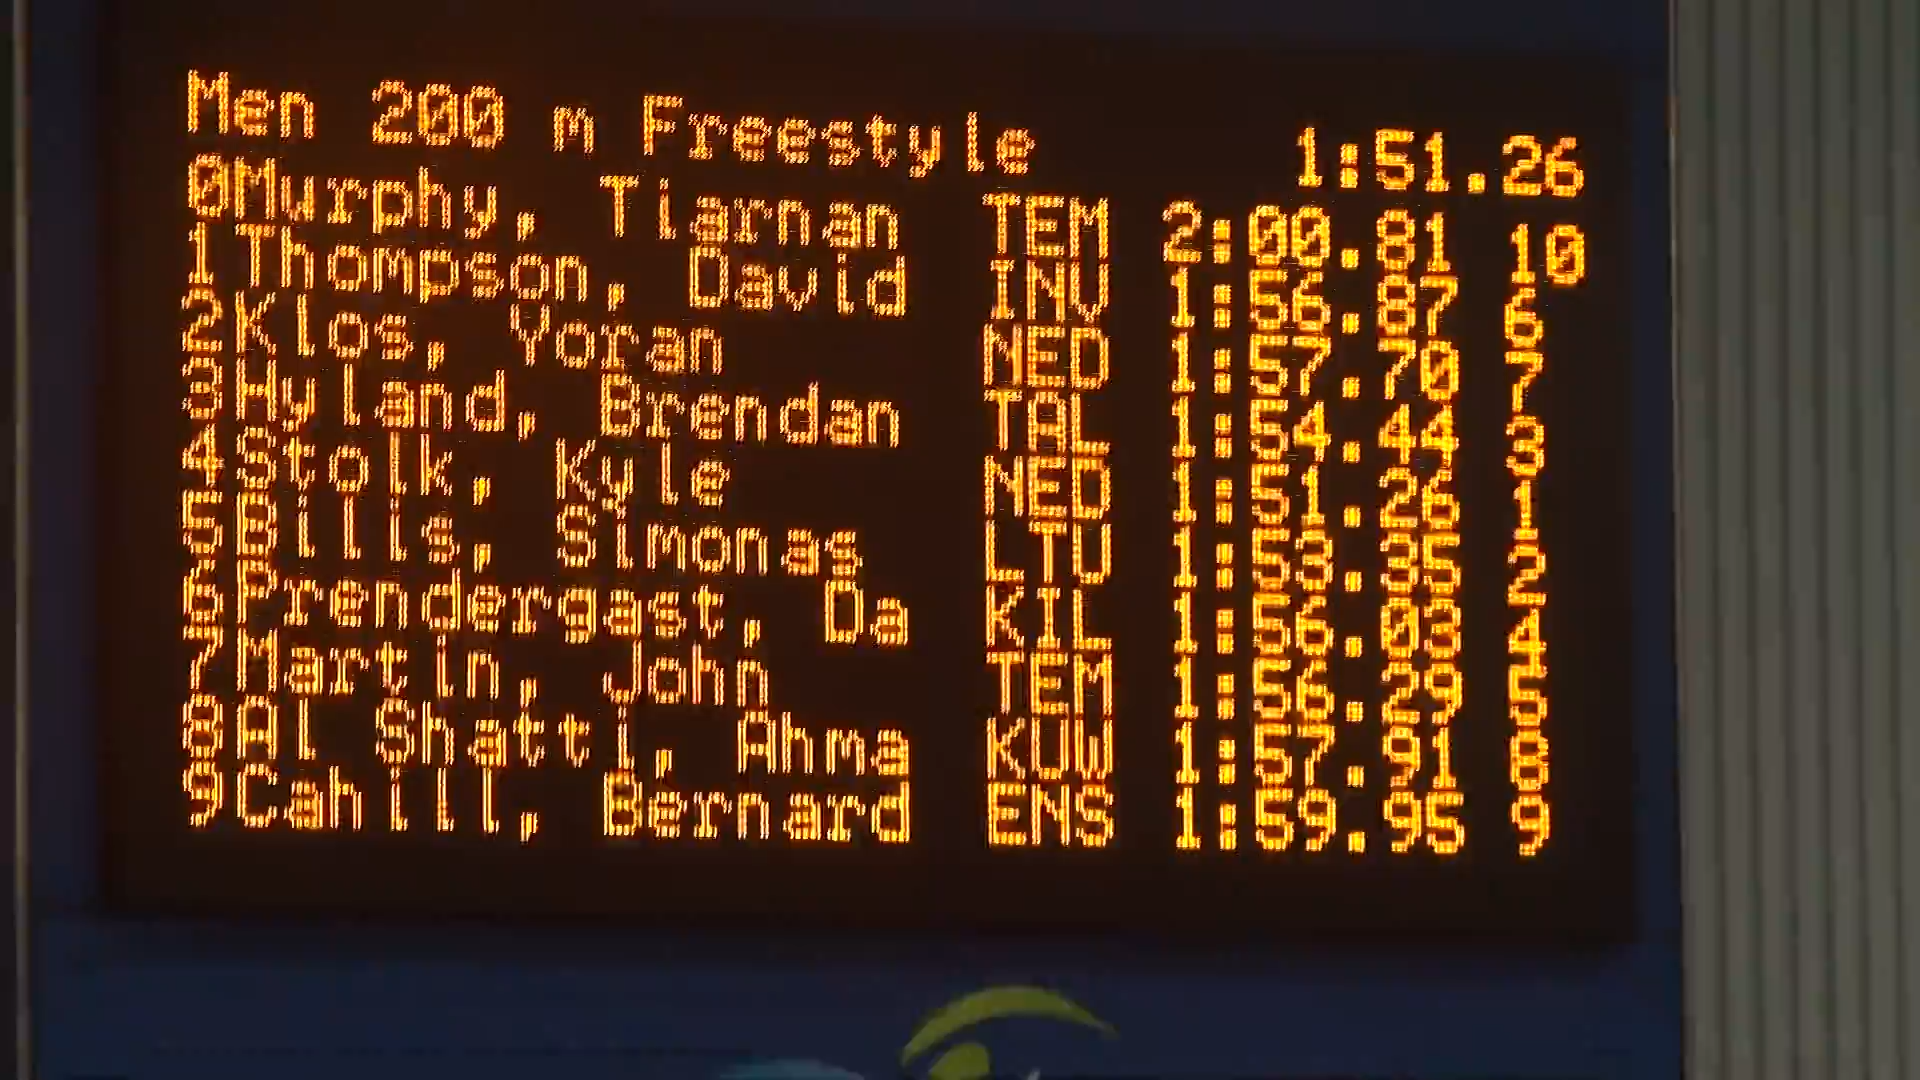 Men 200 m Freestyle 1:51.26
0Murphy, Tiarnan TEM 2:00.81 10
1Thompson, David INV 1:56.87 6
2Klos, Yoran NED 1:57.70 7
3Hyland, Brendan TAL 1:54.44 3
4Stolk, Kyle NED 1:51.26 1
5Bilis, Simonas LTU 1:53.35 2
6Prendergast, Da KIL 1:56.03 4
7Martin, John TEM 1:56.29 5
8Al Shatti, Ahma KUW 1:57.91 8
9Cahill, Bernard ENS 1:59.95 9